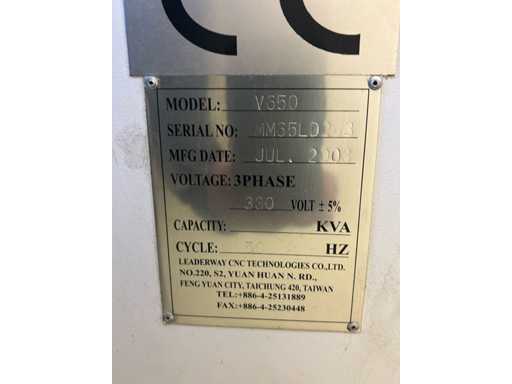 CE
MODEL: V650
SERIAL NO:
MFG DATE: JUL.
VOLTAGE:3PHASE
VOLT ± 5%
CAPACITY: KVA
CYCLE: HZ
LEADERWAY CNC TECHNOLOGIES CO.,LTD.
NO.220, S2, YUAN HUAN N. RD.,
FENG YUAN CITY, TAICHUNG 420, TAIWAN
TEL:+886-4-25131889
FAX:+886-4-25230448